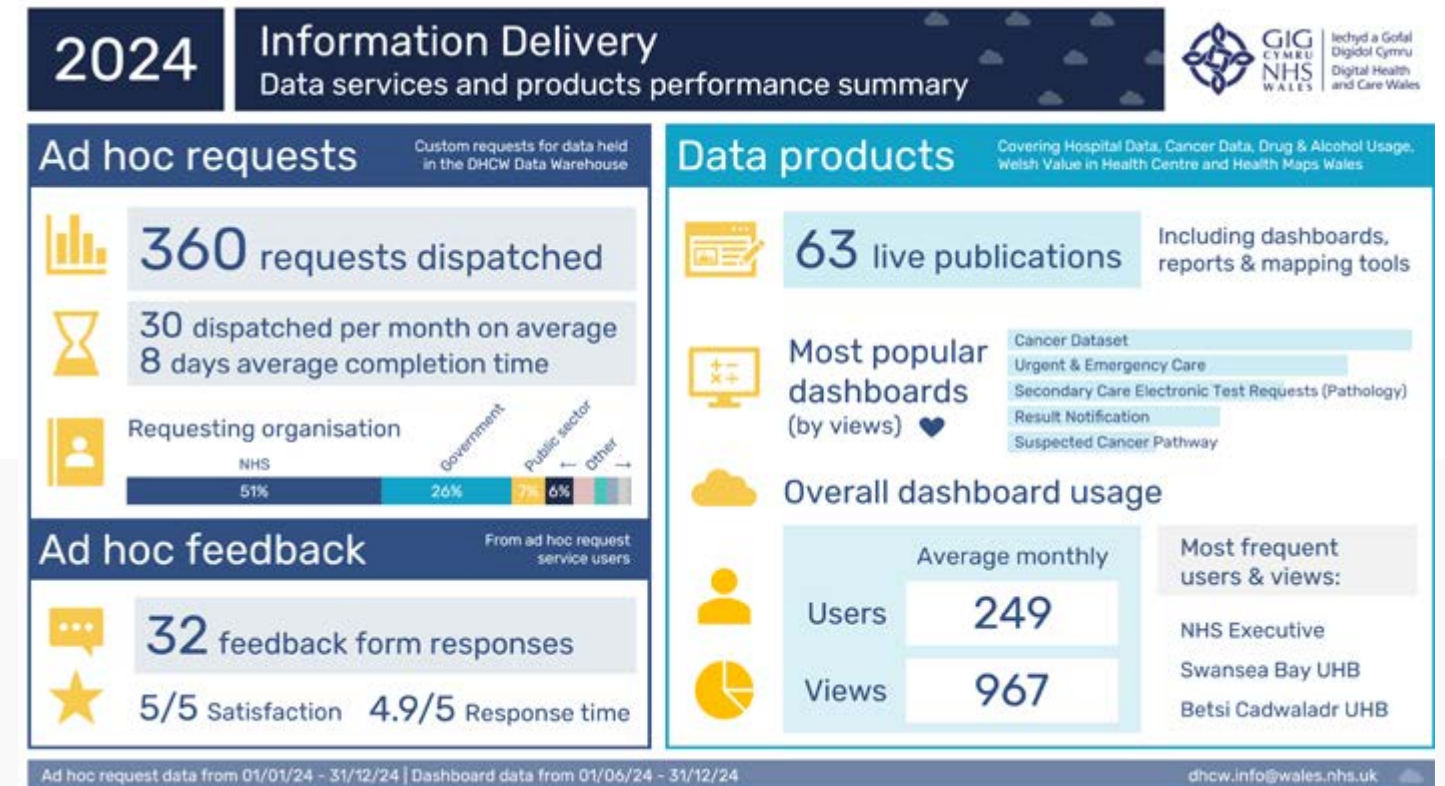 2024
Information Delivery
Data services and products performance summary
GIG
CYMRU
NHS
WALES
Iechyd a Gofal
Digidol Cymru
Digital Health
and Care Wales
Ad hoc requests
Custom requests for data held
in the DHCW Data Warehouse
360 requests dispatched
30 dispatched per month on average
8 days average completion time
Requesting organisation
NHS
Government
Public sector
← Other →
51%
26%
7%
6%
Ad hoc feedback
From ad hoc request
service users
32 feedback form responses
5/5 Satisfaction 4.9/5 Response time
Data products
Covering Hospital Data, Cancer Data, Drug & Alcohol Usage,
Welsh Value in Health Centre and Health Maps Wales
63 live publications
Including dashboards,
reports & mapping tools
Most popular
dashboards
(by views)
Cancer Dataset
Urgent & Emergency Care
Secondary Care Electronic Test Requests (Pathology)
Result Notification
Suspected Cancer Pathway
Overall dashboard usage
Average monthly
Users 249
Views 967
Most frequent
users & views:
NHS Executive
Swansea Bay UHB
Betsi Cadwaladr UHB
Ad hoc request data from 01/01/24 - 31/12/24 | Dashboard data from 01/06/24 - 31/12/24
dhcw.info@wales.nhs.uk